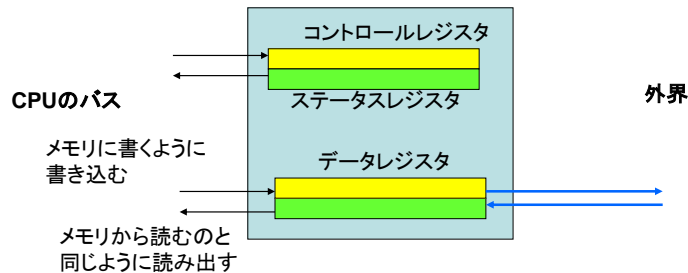 コントロールレジスタ
CPUのバス
ステータスレジスタ
外界
メモリに書くように
書き込む
データレジスタ
メモリから読むのと
同じように読み出す